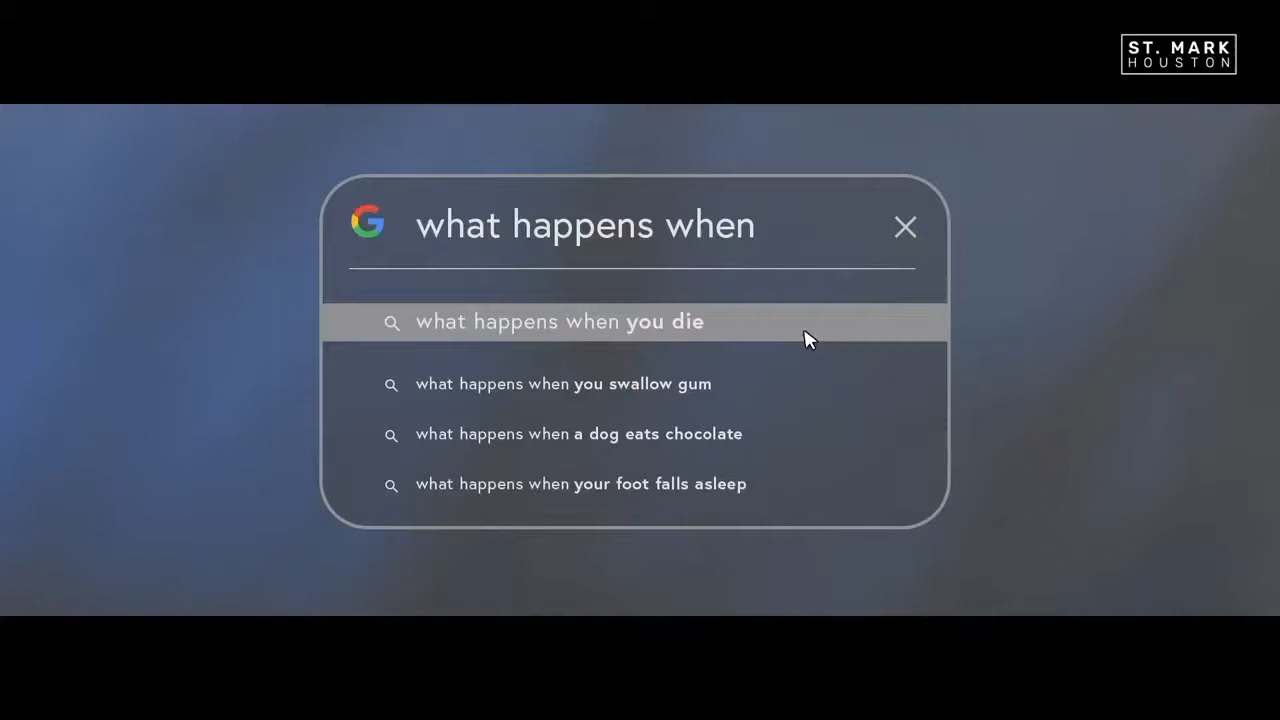 ST. MARK
HOUSTON
what happens when
what happens when you die
what happens when you swallow gum
what happens when a dog eats chocolate
what happens when your foot falls asleep